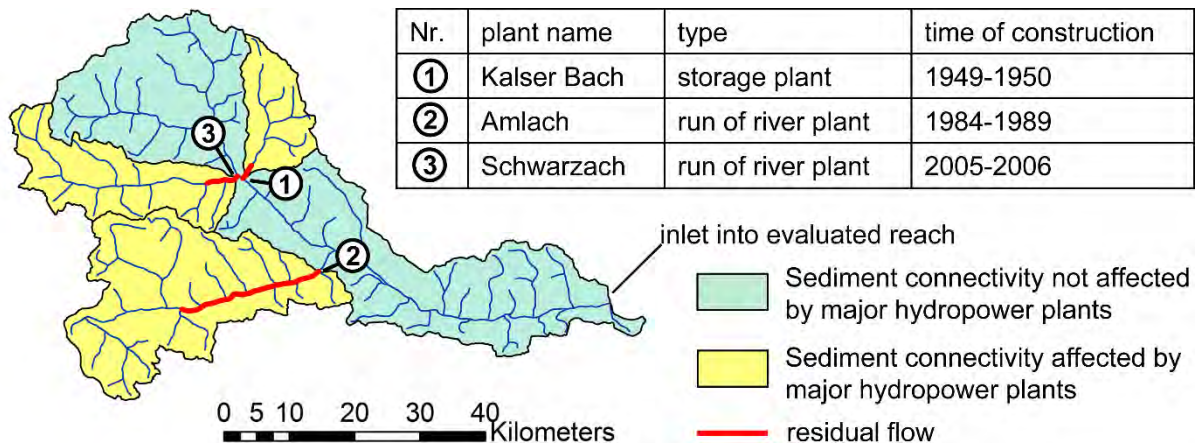 Nr. plant name type time of construction
1 Kalser Bach storage plant 1949-1950
2 Amlach run of river plant 1984-1989
3 Schwarzach run of river plant 2005-2006
3
1
2
inlet into evaluated reach
Sediment connectivity not affected
by major hydropower plants
Sediment connectivity affected by
major hydropower plants
residual flow
0 5 10 20 30 40
Kilometers